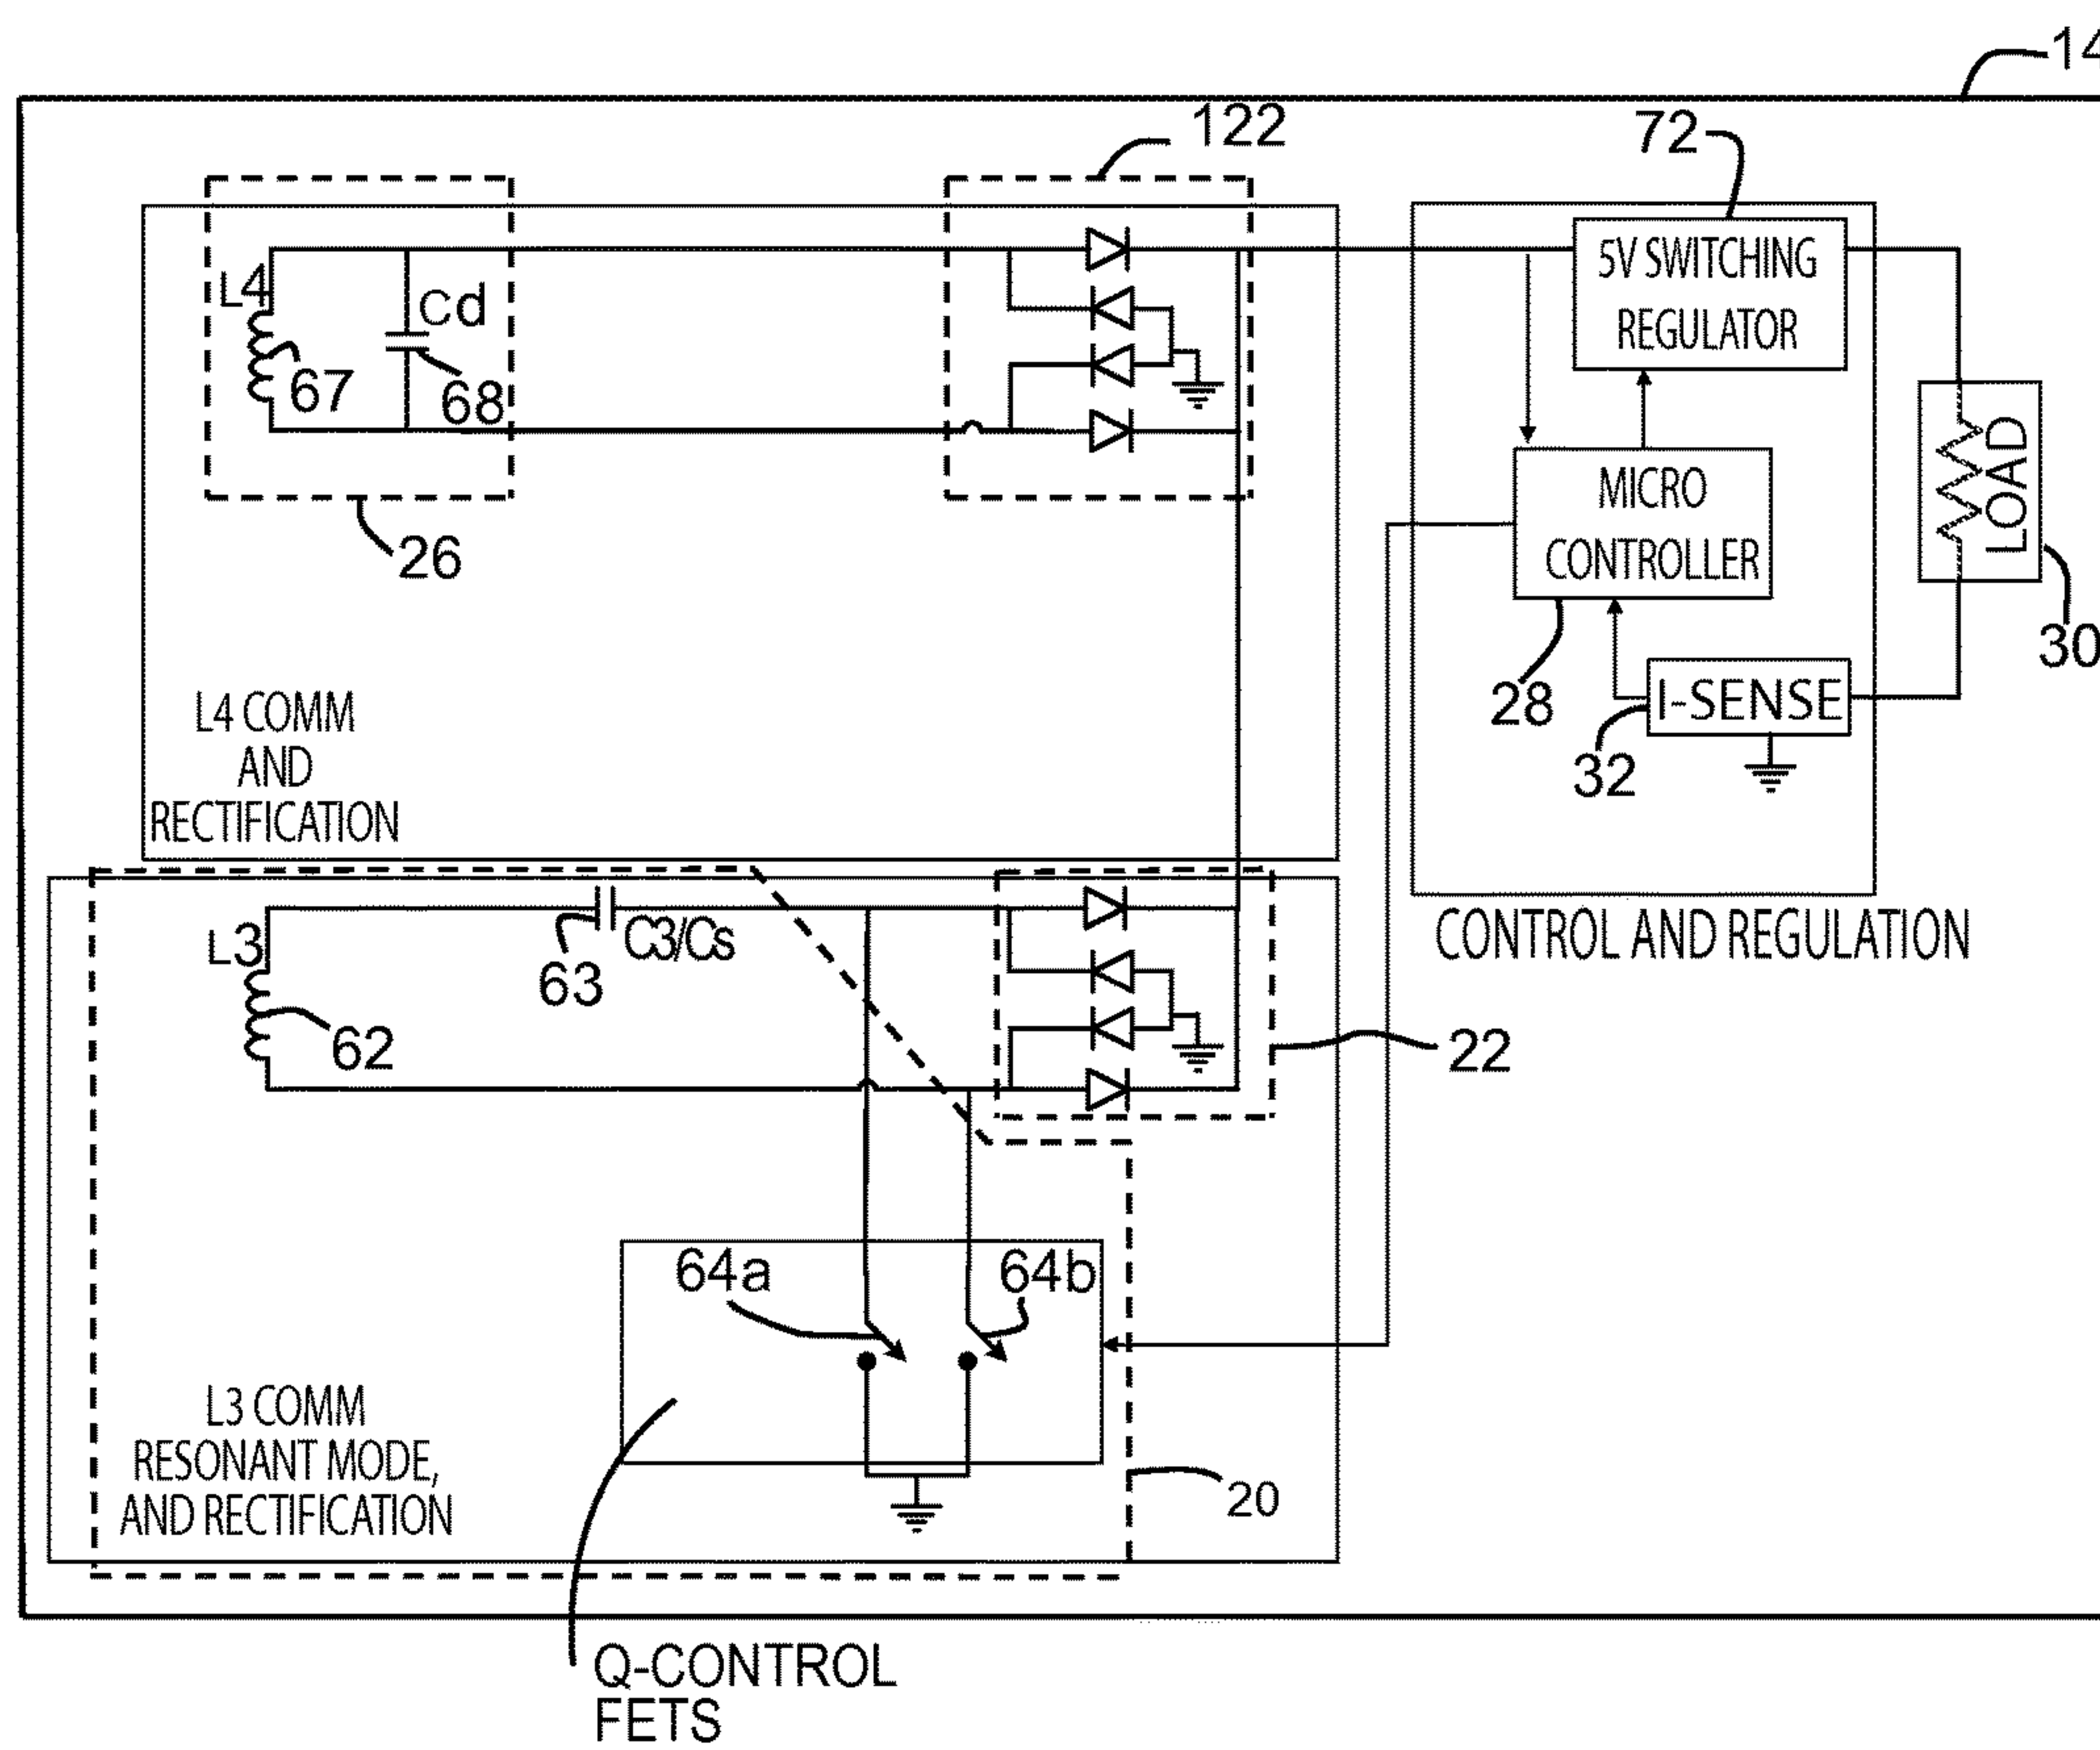 14
122
72
L4
Cd
67
68
26
5V SWITCHING
REGULATOR
MICRO
CONTROLLER
LOAD
30
28
I-SENSE
32
L4 COMM
AND
RECTIFICATION
CONTROL AND REGULATION
L3
C3/Cs
63
62
22
64a
64b
L3 COMM
RESONANT MODE,
AND RECTIFICATION
20
Q-CONTROL
FETS